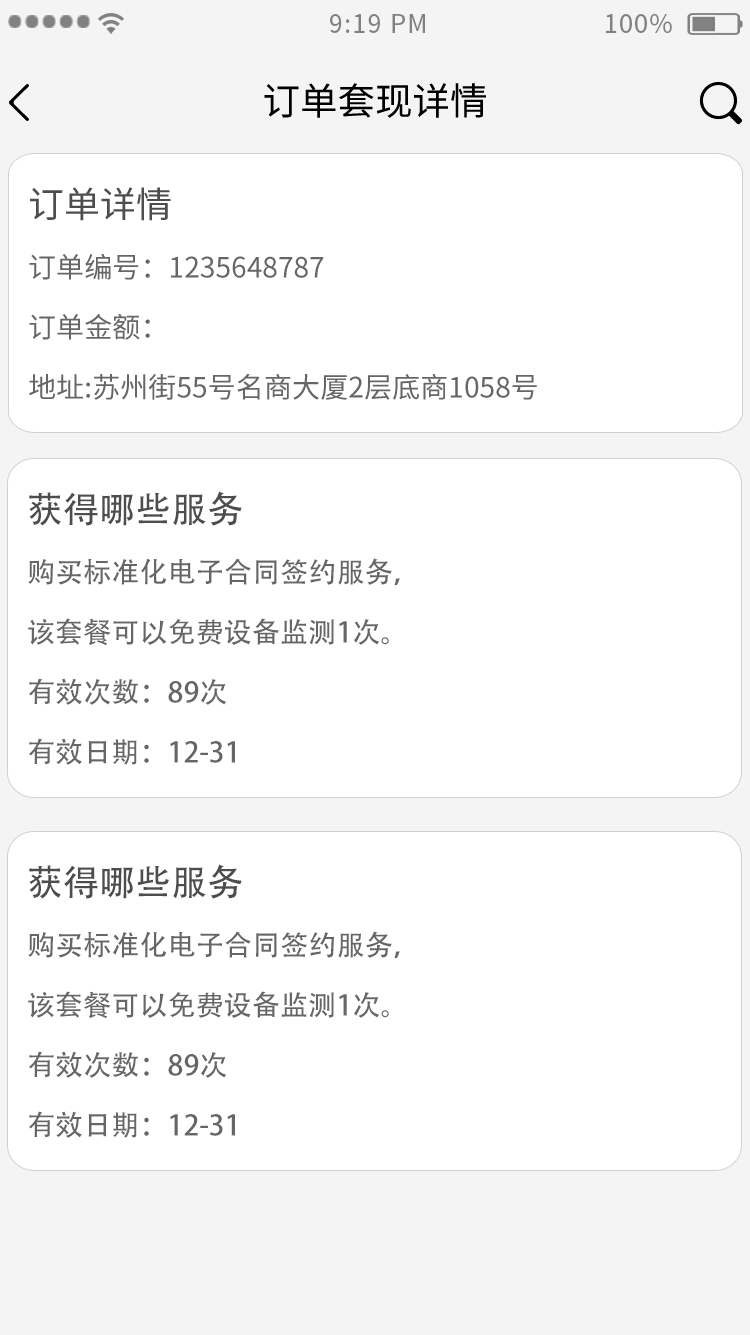 9:19 PM
100%
订单套现详情
订单详情
订单编号：1235648787
订单金额：
地址:苏州街55号名商大厦2层底商1058号
获得哪些服务
购买标准化电子合同签约服务,
该套餐可以免费设备监测1次。
有效次数：89次
有效日期：12-31
获得哪些服务
购买标准化电子合同签约服务,
该套餐可以免费设备监测1次。
有效次数：89次
有效日期：12-31